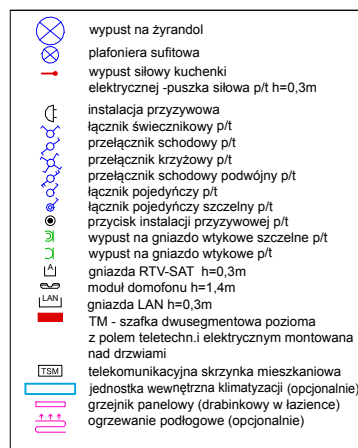 wypust na żyrandol
plafoniera sufitowa
wypust siłowy kuchenki
elektrycznej -puszka siłowa p/t h=0,3m
instalacja przyzywowa
łącznik świecznikowy p/t
przełącznik schodowy p/t
przełącznik krzyżowy p/t
przełącznik schodowy podwójny p/t
łącznik pojedyńczy p/t
łącznik pojedyńczy szczelny p/t
przycisk instalacji przyzywowej p/t
wypust na gniazdo wtykowe szczelne p/t
wypust na gniazdo wtykowe p/t
A gniazda RTV-SAT h=0,3m
moduł domofonu h=1,4m
LAN gniazda LAN h=0,3m
TM - szafka dwusegmentowa pozioma
z polem teletechn.i elektrycznym montowana
nad drzwiami
TSM telekomunikacyjna skrzynka mieszkaniowa
jednostka wewnętrzna klimatyzacji (opcjonalnie)
grzejnik panelowy (drabinkowy w łazience)
ogrzewanie podłogowe (opcjonalnie)